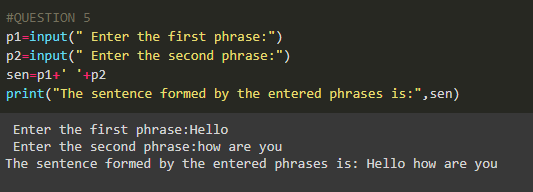 #QUESTION 5
p1=input(" Enter the first phrase:")
p2=input(" Enter the second phrase:")
sen=p1+' '+p2
print("The sentence formed by the entered phrases is:",sen)
 Enter the first phrase:Hello
 Enter the second phrase:how are you
The sentence formed by the entered phrases is: Hello how are you